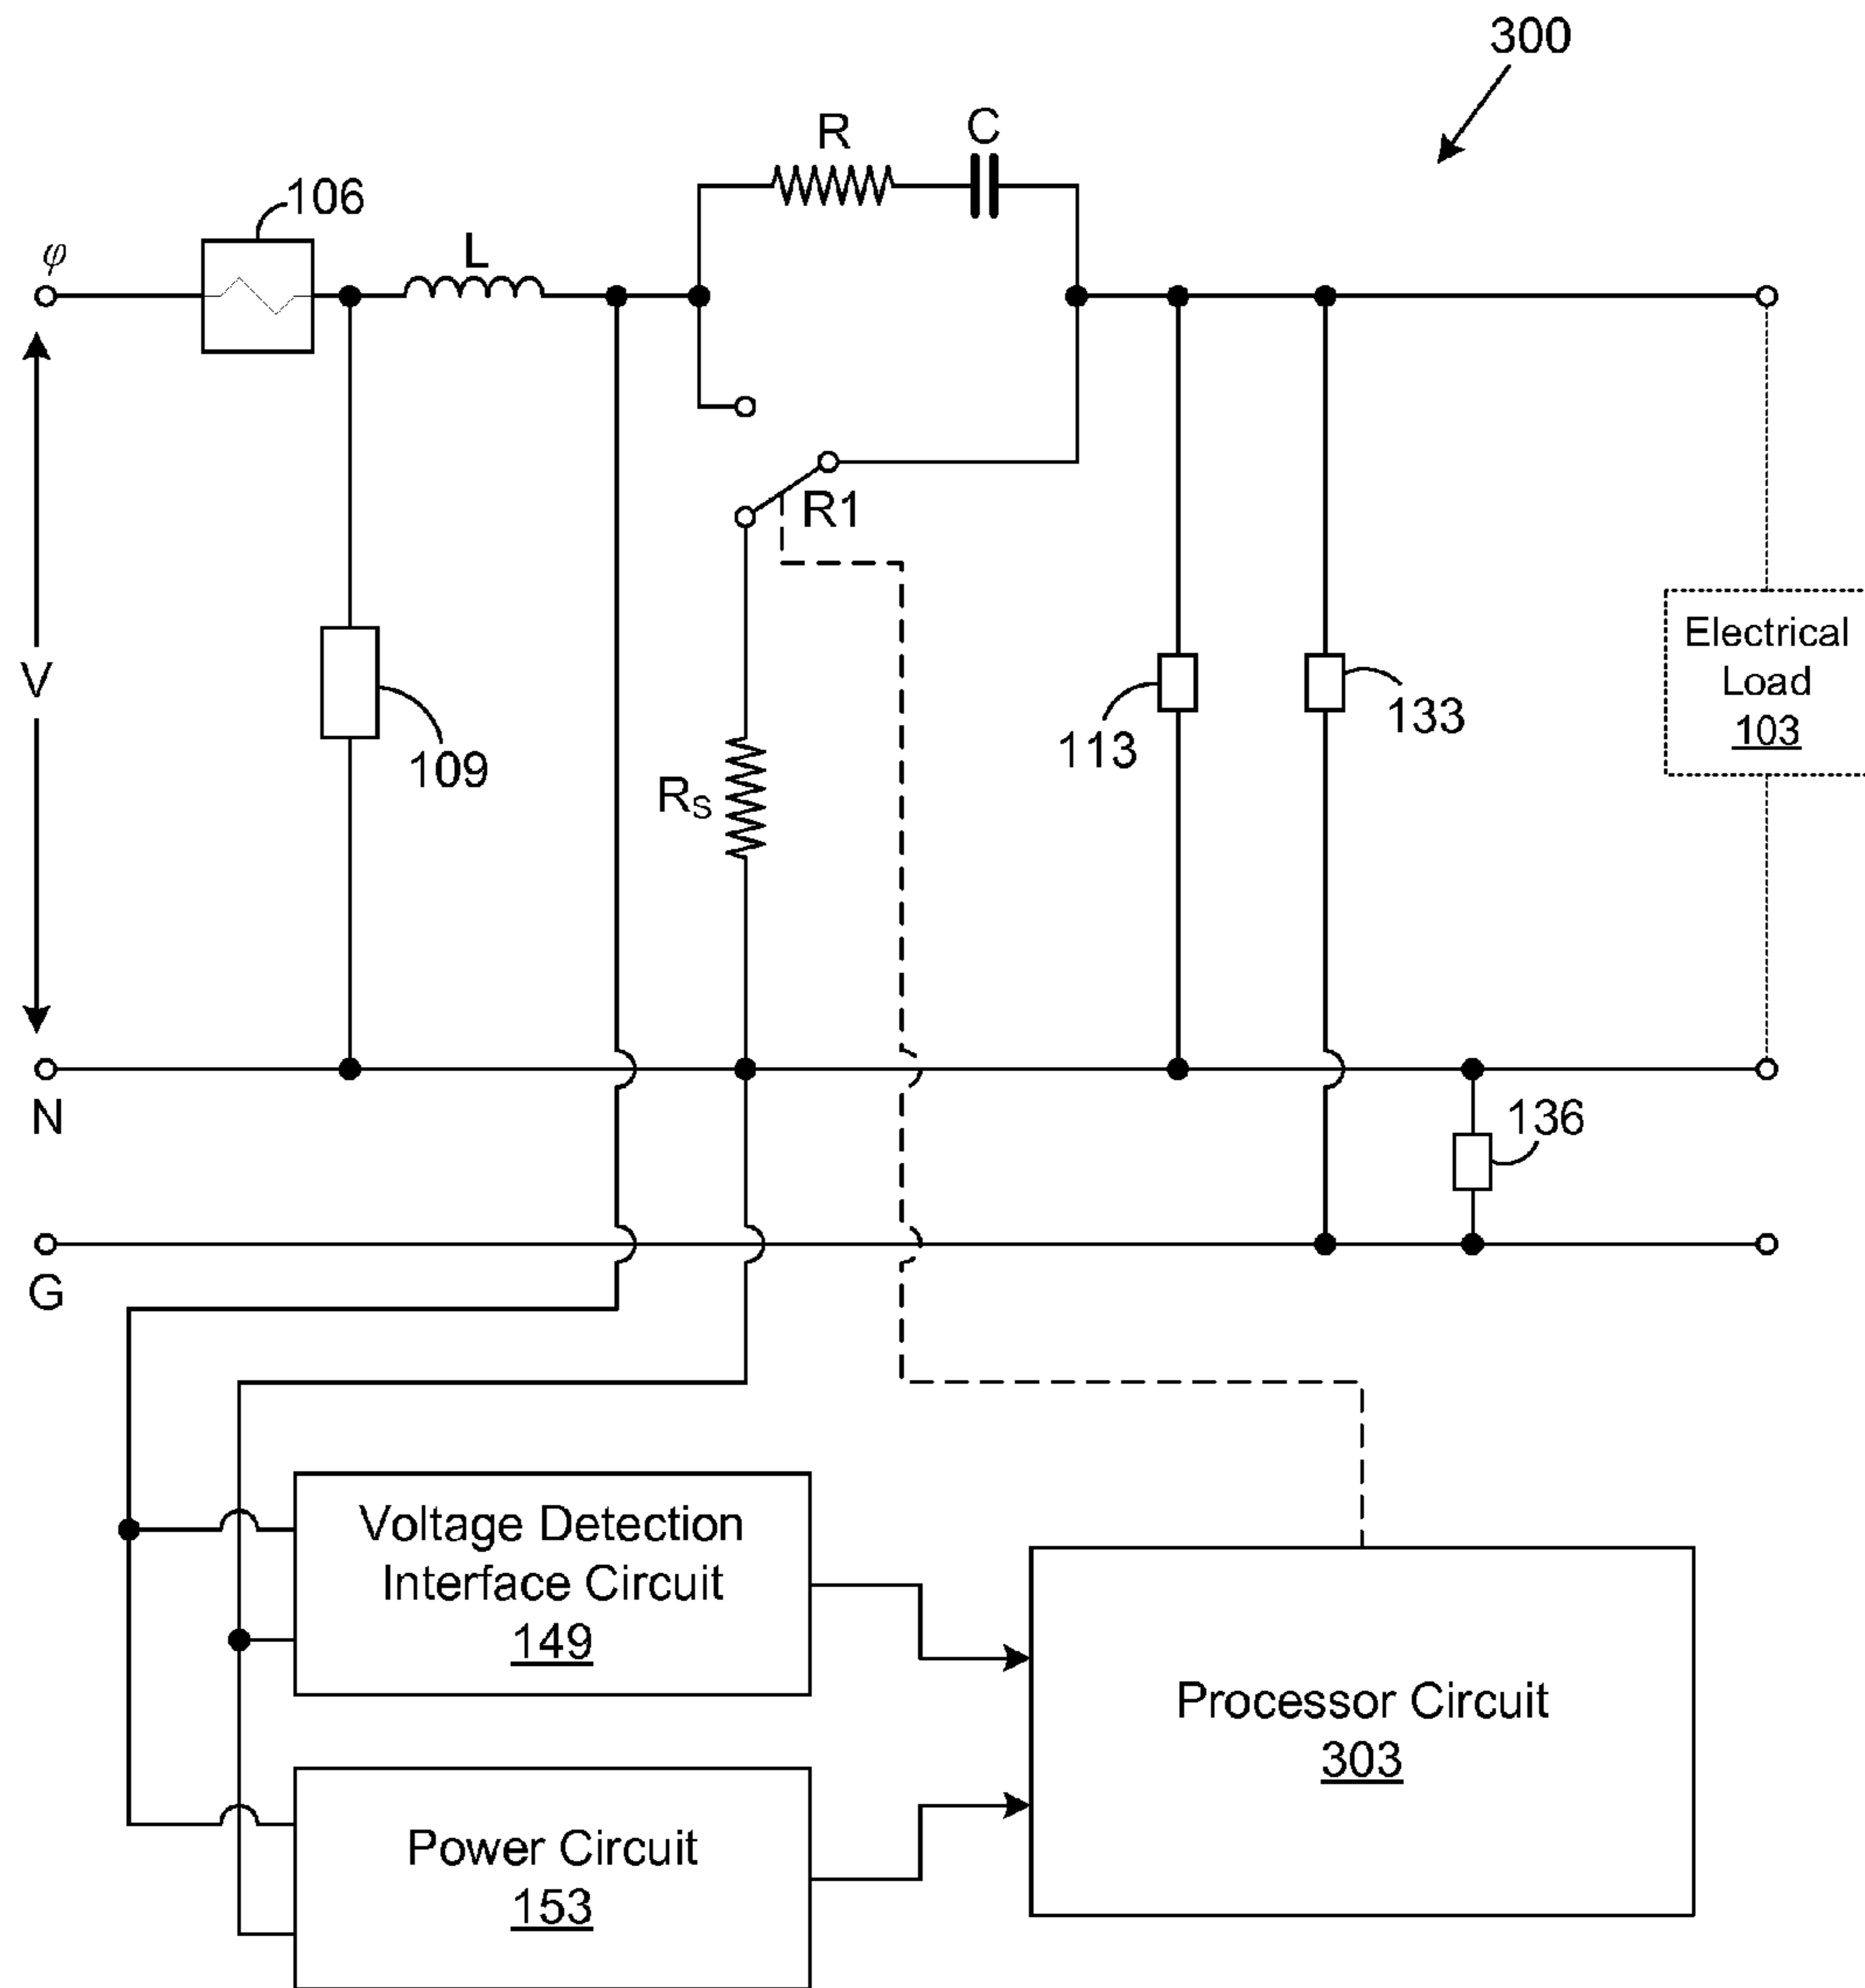 300
R
C
106
φ
L
R1
V
109
RS
113
133
Electrical
Load
103
N
136
G
Voltage Detection
Interface Circuit
149
Processor Circuit
303
Power Circuit
153